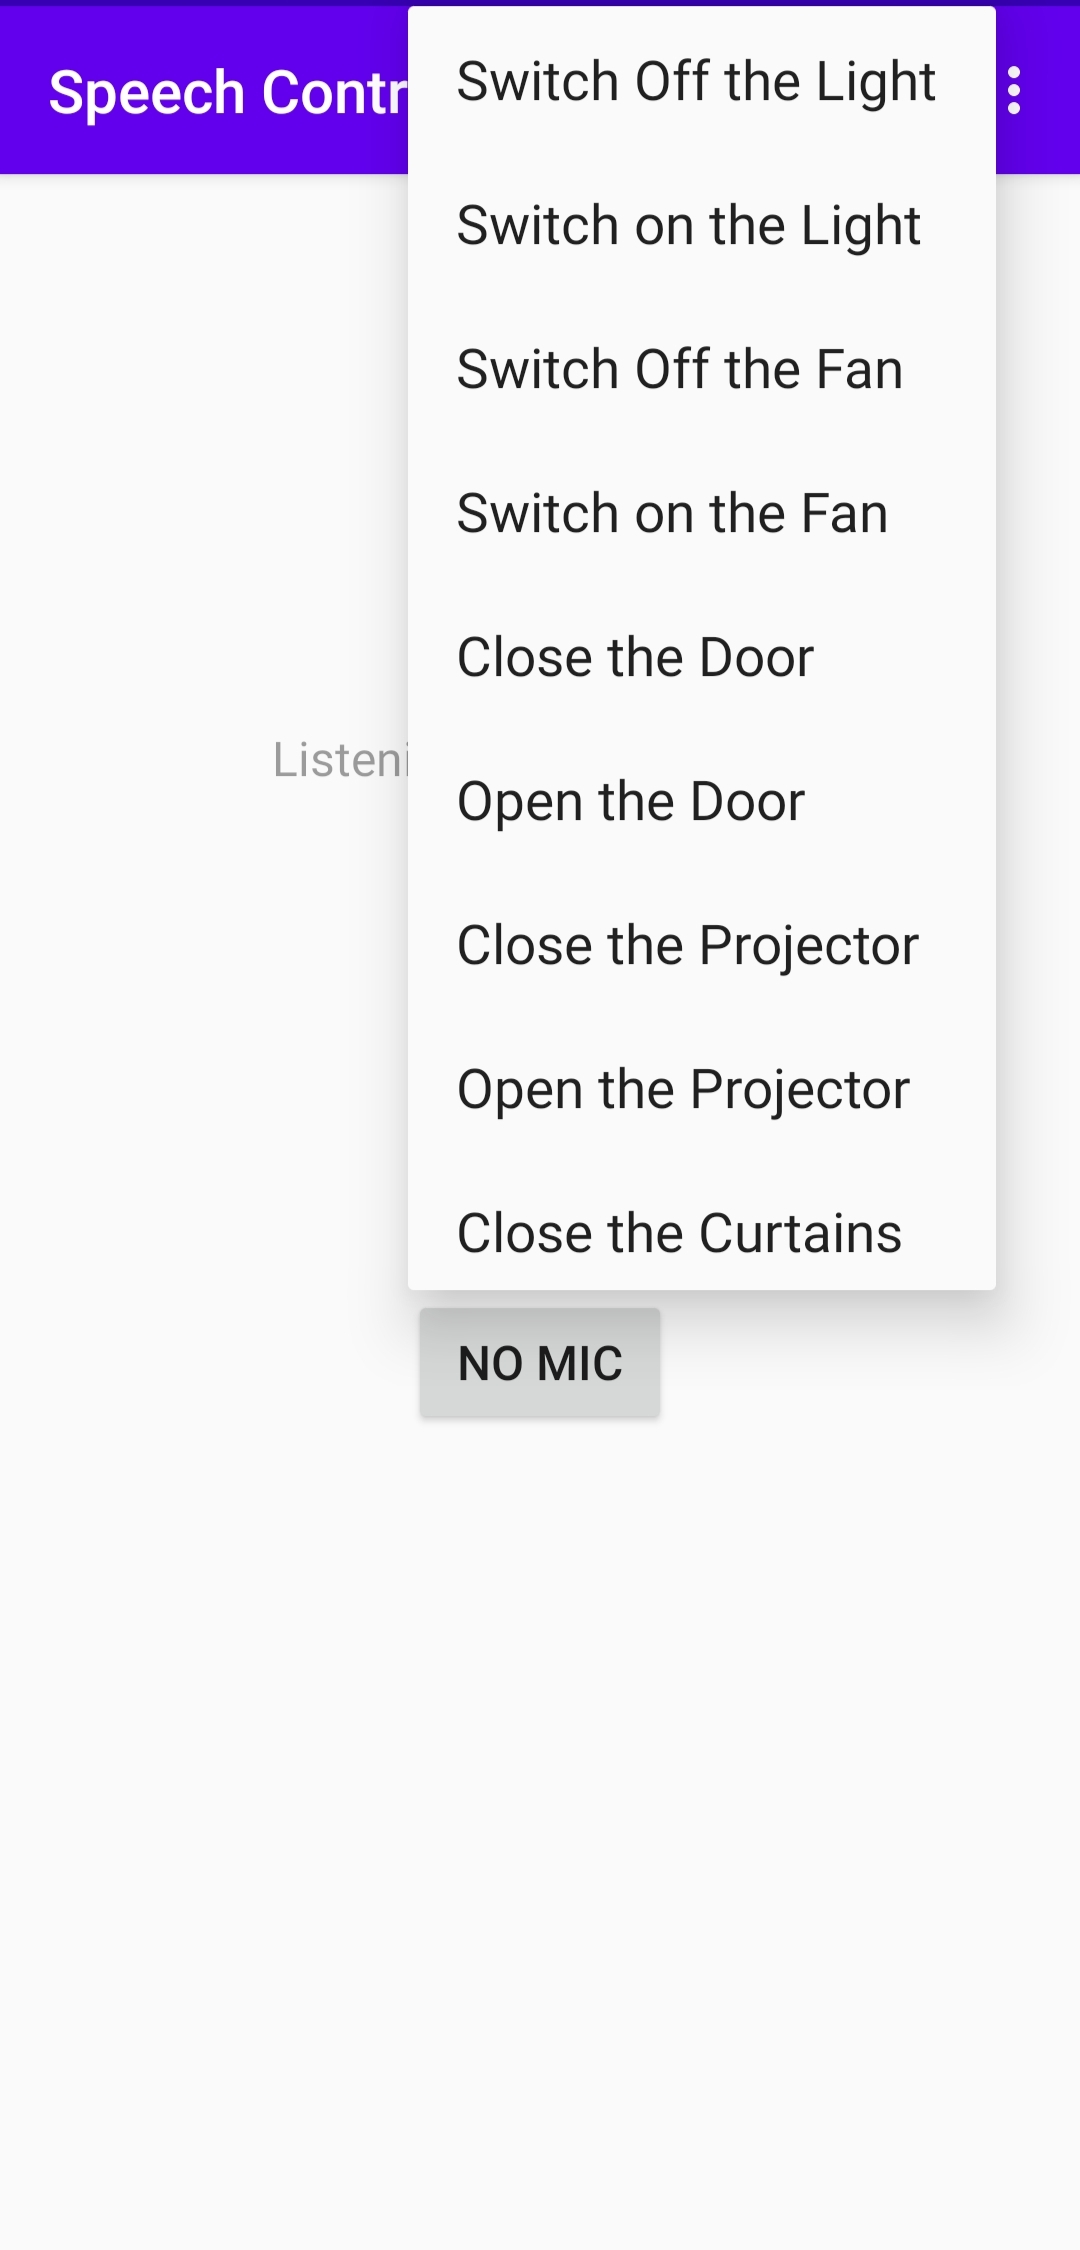 Speech Contr
Switch Off the Light
Switch on the Light
Switch Off the Fan
Switch on the Fan
Close the Door
Listeni
Open the Door
Close the Projector
Open the Projector
Close the Curtains
NO MIC